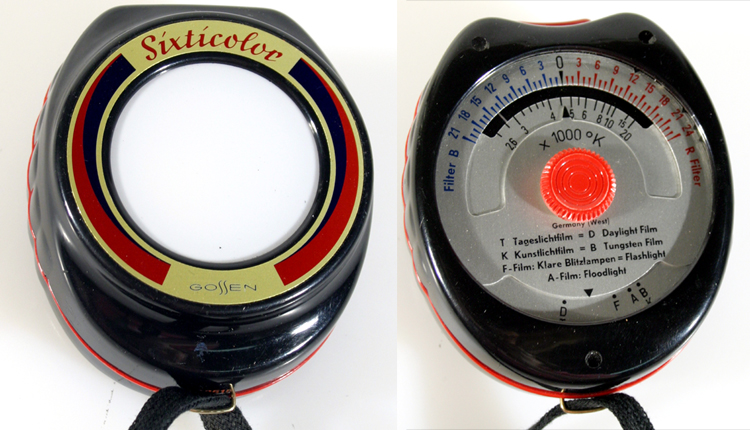 Sixticolor
GOSSEN
Filter B 21 18 15 12 9 6 3 0 3 6 9 12 15 18 21 24 R Filter
2,6 3 4 5 6 8 10 15 20
x 1000 °K
Germany (West)
T Tageslichtfilm = D Daylight Film
K Kunstlichtfilm = B Tungsten Film
F-Film: Klare Blitzlampen = Flashlight
A-Film: Floodlight
D F A B
K